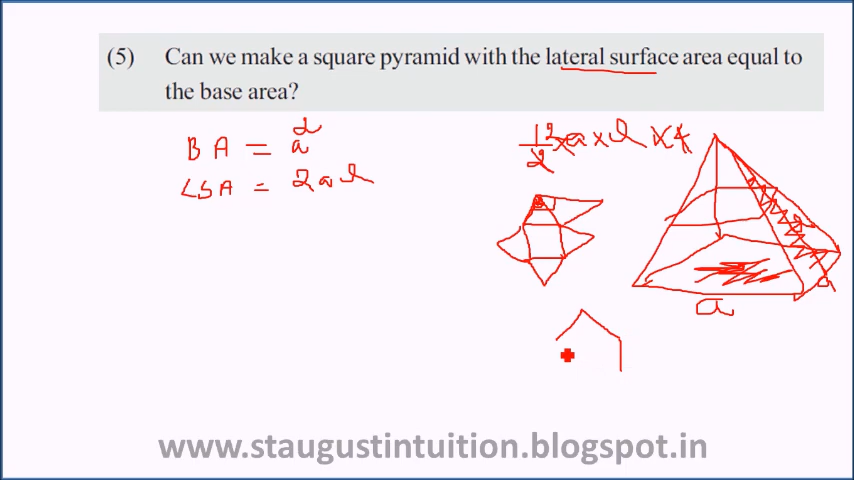 (5) Can we make a square pyramid with the lateral surface area equal to
the base area?
BA = a²
LSA = 2al
1/2 × a × l × 4
a
www.staugustintuition.blogspot.in